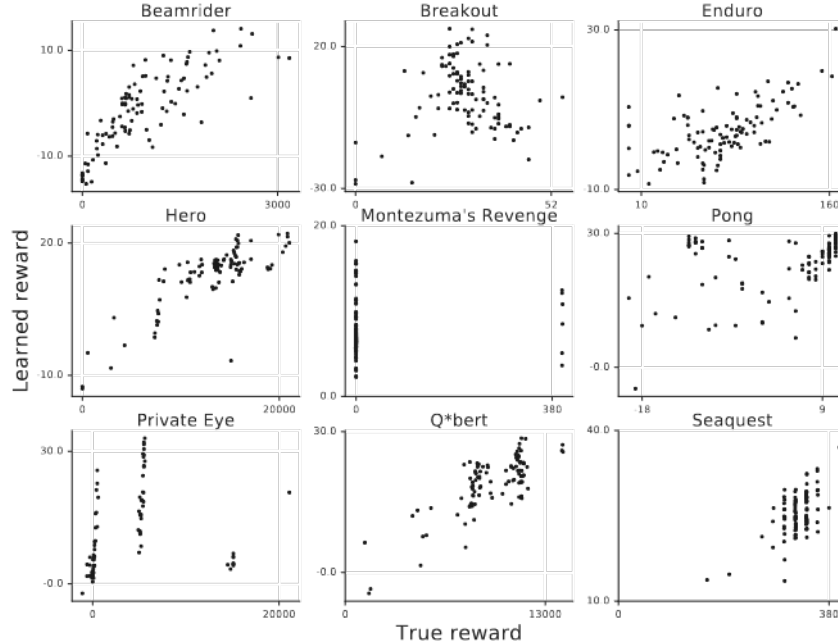 Beamrider Breakout Enduro
10.0 20.0 30.0
-10.0 -30.0 -10.0
0 3000 0 52 10 160
Hero Montezuma's Revenge Pong
20.0 20.0 30.0
-10.0 0.0 -0.0
0 20000 0 380 -18 9
Private Eye Q*bert Seaquest
30.0 30.0 40.0
-0.0 -0.0 10.0
0 20000 0 13000 0 380
Learned reward
True reward